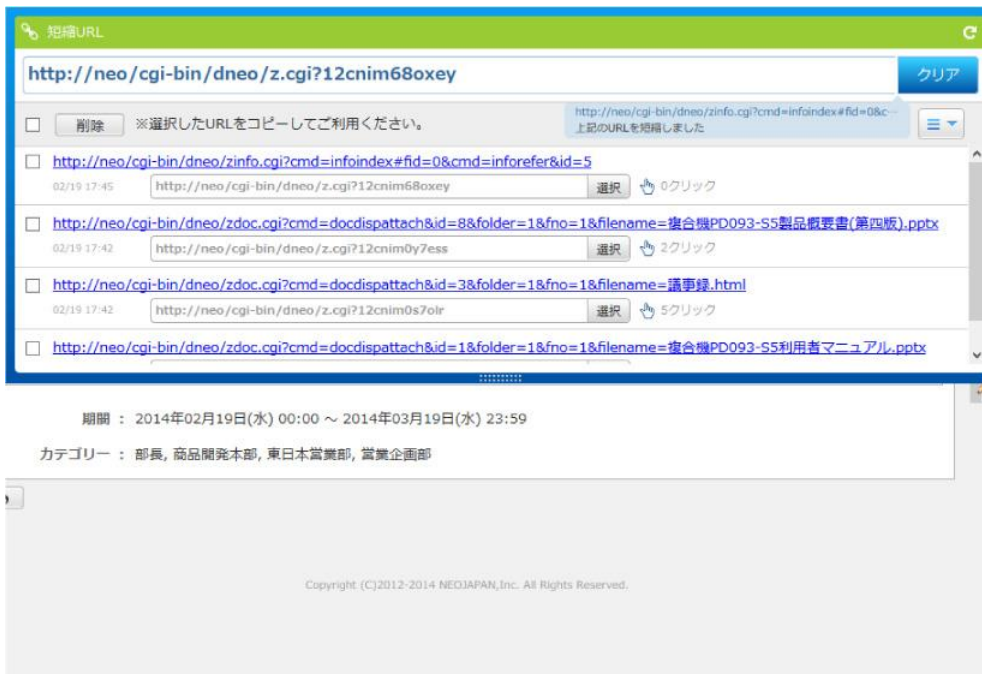 短縮URL
http://neo/cgi-bin/dneo/z.cgi?12cnim68oxey
クリア
削除 ※選択したURLをコピーしてご利用ください。
http://neo/cgi-bin/dneo/zinfo.cgi?cmd=infoindex#fid=0&c…
上記のURLを短縮しました
http://neo/cgi-bin/dneo/zinfo.cgi?cmd=infoindex#fid=0&cmd=inforefer&id=5
02/19 17:45 http://neo/cgi-bin/dneo/z.cgi?12cnim68oxey 選択 0クリック
http://neo/cgi-bin/dneo/zdoc.cgi?cmd=docdispattach&id=8&folder=1&fno=1&filename=複合機PD093-S5製品概要書(第四版).pptx
02/19 17:42 http://neo/cgi-bin/dneo/z.cgi?12cnim0y7ess 選択 2クリック
http://neo/cgi-bin/dneo/zdoc.cgi?cmd=docdispattach&id=3&folder=1&fno=1&filename=議事録.html
02/19 17:42 http://neo/cgi-bin/dneo/z.cgi?12cnim0s7olr 選択 5クリック
http://neo/cgi-bin/dneo/zdoc.cgi?cmd=docdispattach&id=1&folder=1&fno=1&filename=複合機PD093-S5利用者マニュアル.pptx
期間 : 2014年02月19日(水) 00:00 ～ 2014年03月19日(水) 23:59
カテゴリー : 部長, 商品開発本部, 東日本営業部, 営業企画部
Copyright (C)2012-2014 NEOJAPAN,Inc. All Rights Reserved.